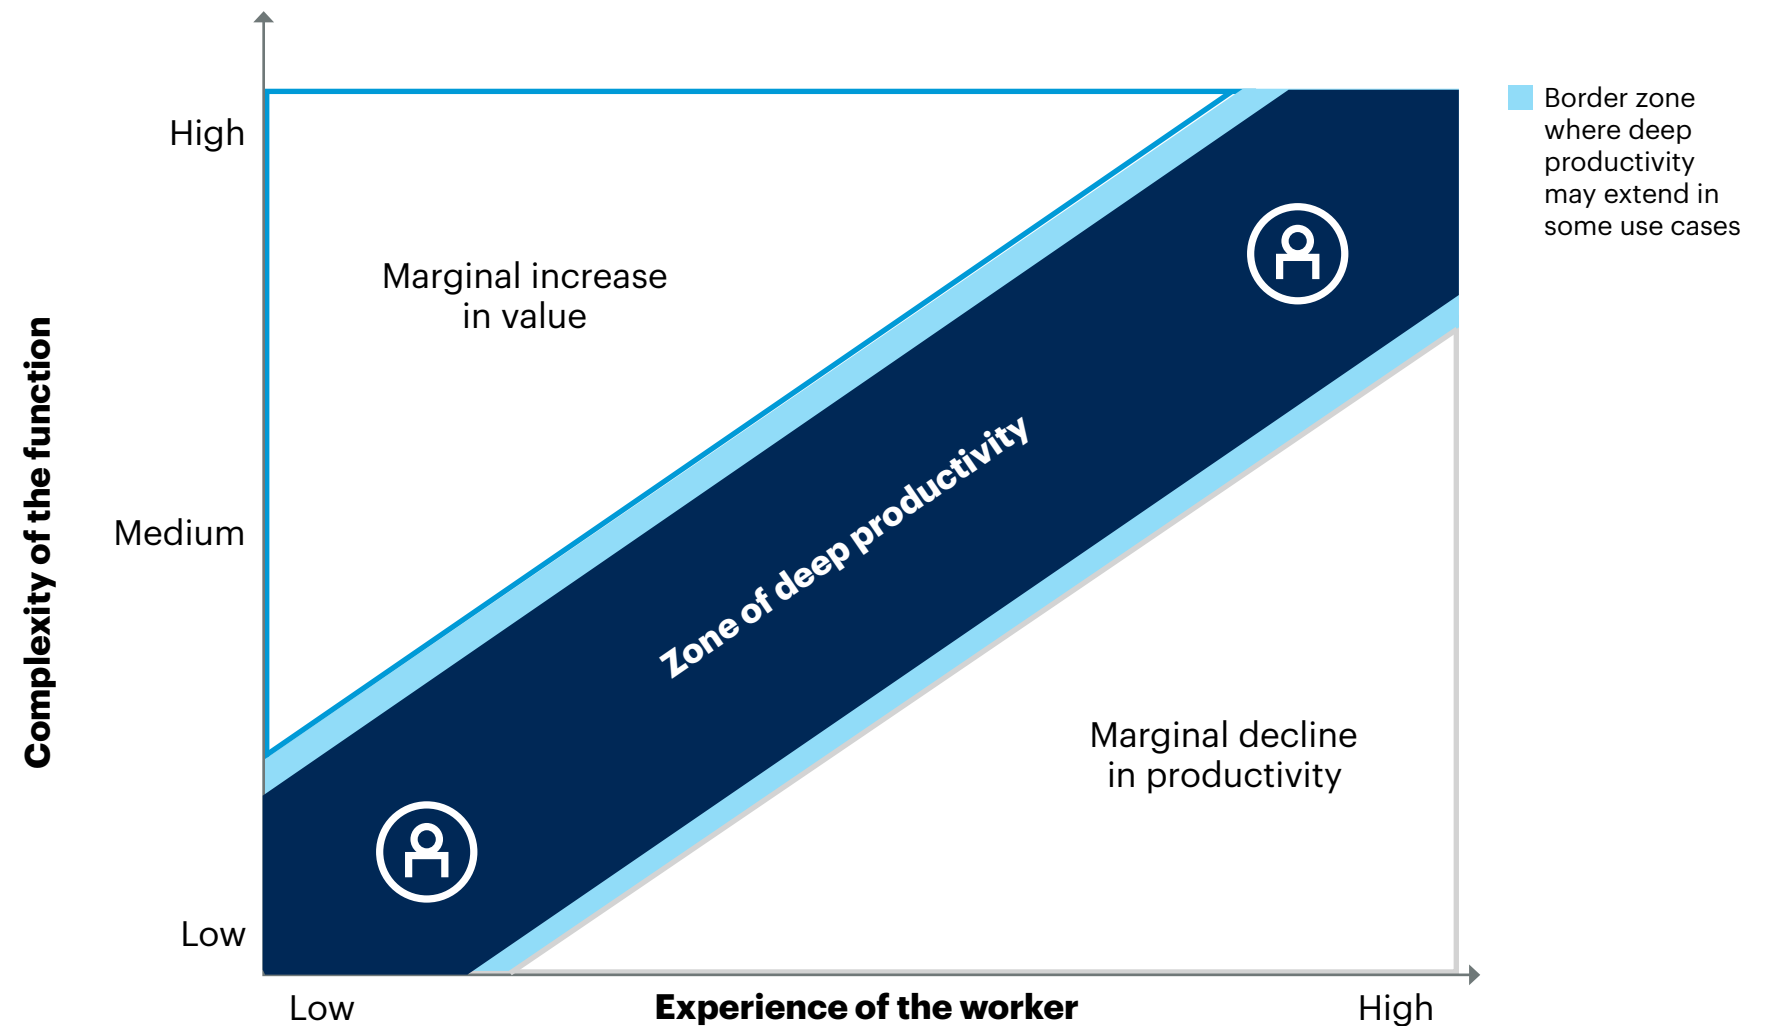 High
Border zone
where deep
productivity
may extend in
some use cases
Marginal increase
in value
Complexity of the function
Medium
Zone of deep productivity
Marginal decline
in productivity
Low
Low
Experience of the worker
High